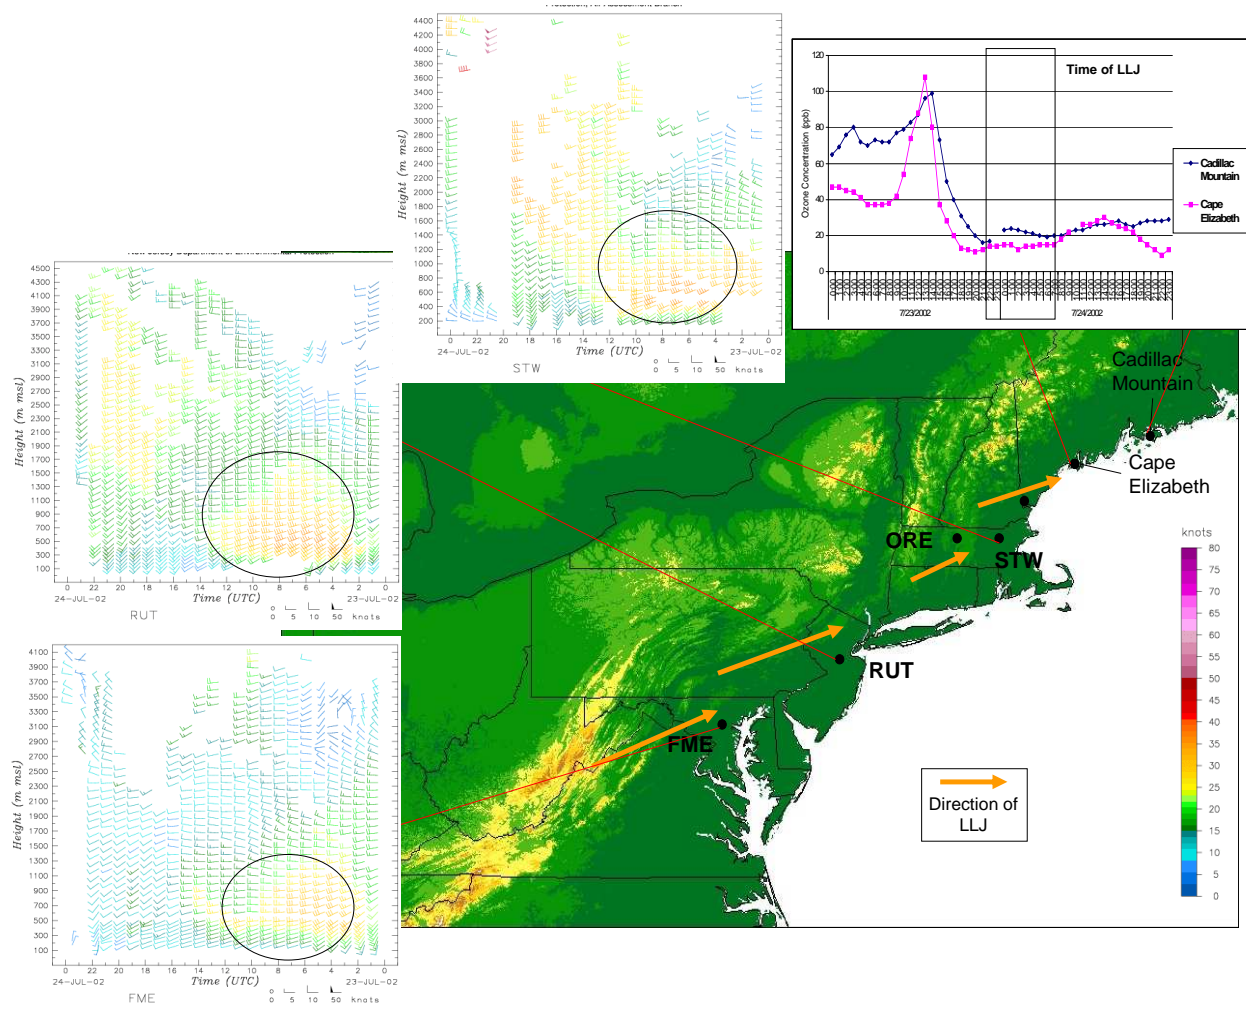 4400
4200
4000
3800
3600
3400
3200
3000
2800
2600
2400
2200
2000
1800
1600
1400
1200
1000
800
600
400
200
Height (m msl)
0 22 20 18 16 14 12 10 8 6 4 2 0
24-JUL-02 Time (UTC) 23-JUL-02
STW
0 5 10 50 knots
Time of LLJ
120
100
80
60
40
20
0
Ozone Concentration (ppb)
7/23/2002 7/24/2002
Cadillac
Mountain
Cape
Elizabeth
New Jersey Department of Environmental Protection
4500
4300
4100
3900
3700
3500
3300
3100
2900
2700
2500
2300
2100
1900
1700
1500
1300
1100
900
700
500
300
100
Height (m msl)
0 22 20 18 16 14 12 10 8 6 4 2 0
24-JUL-02 Time (UTC) 23-JUL-02
RUT
0 5 10 50 knots
4100
3900
3700
3500
3300
3100
2900
2700
2500
2300
2100
1900
1700
1500
1300
1100
900
700
500
300
100
Height (m msl)
0 22 20 18 16 14 12 10 8 6 4 2 0
24-JUL-02 Time (UTC) 23-JUL-02
FME
0 5 10 50 knots
Cadillac
Mountain
Cape
Elizabeth
ORE
STW
RUT
FME
Direction of
LLJ
knots
80
75
70
65
60
55
50
45
40
35
30
25
20
15
10
5
0